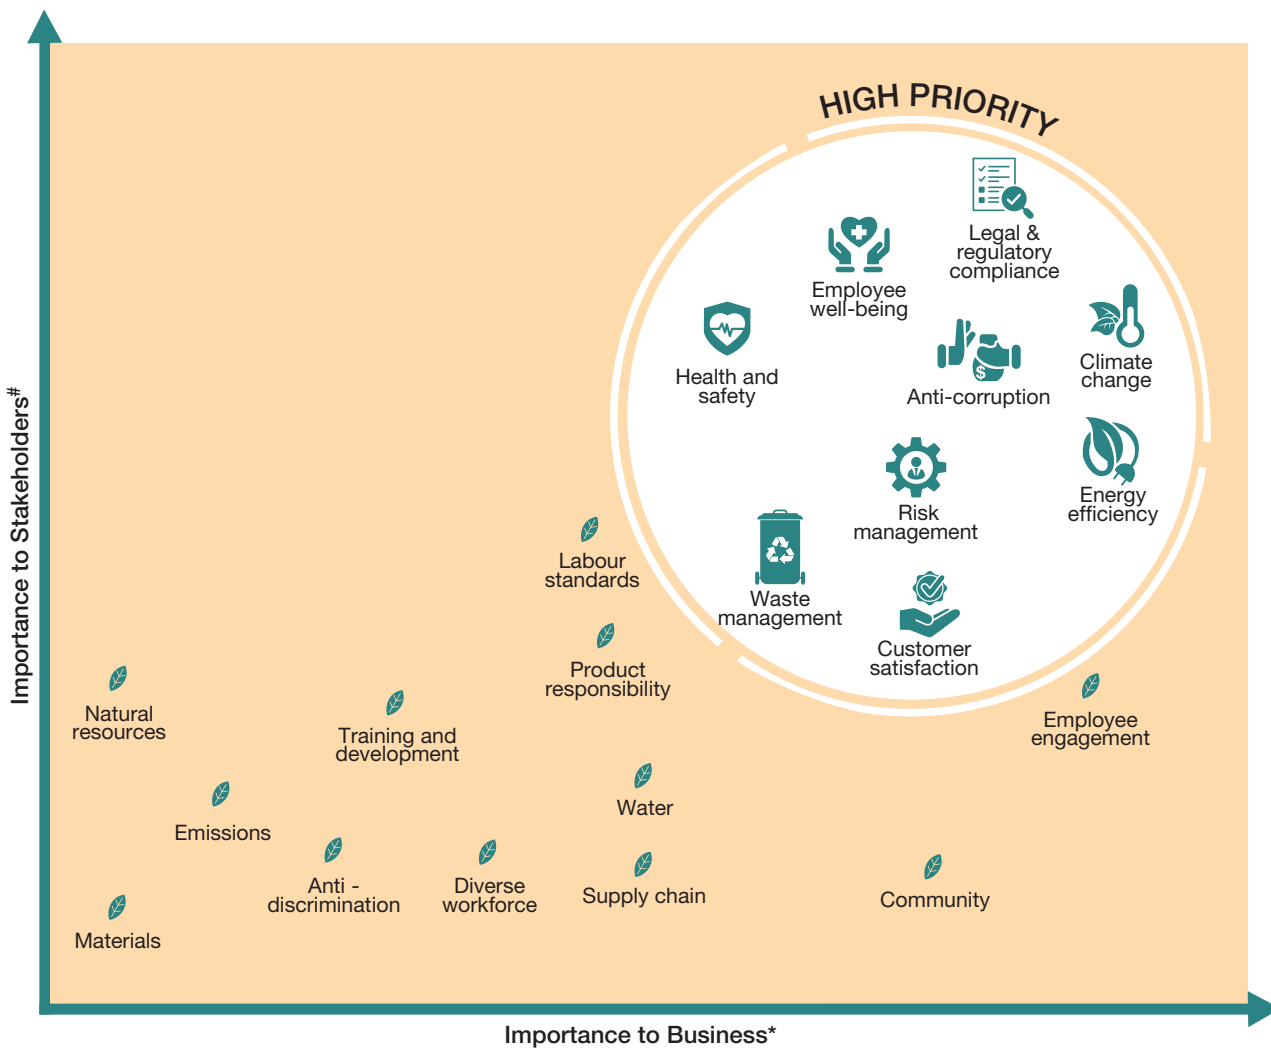 HIGH PRIORITY
Legal &
regulatory
compliance
Employee
well-being
Health and
safety
Climate
change
Anti-corruption
$
Energy
efficiency
Risk
management
Waste
management
Customer
satisfaction
Labour
standards
Product
responsibility
Natural
resources
Training and
development
Employee
engagement
Water
Emissions
Anti -
discrimination
Diverse
workforce
Supply chain
Community
Materials
Importance to Stakeholders#
Importance to Business*